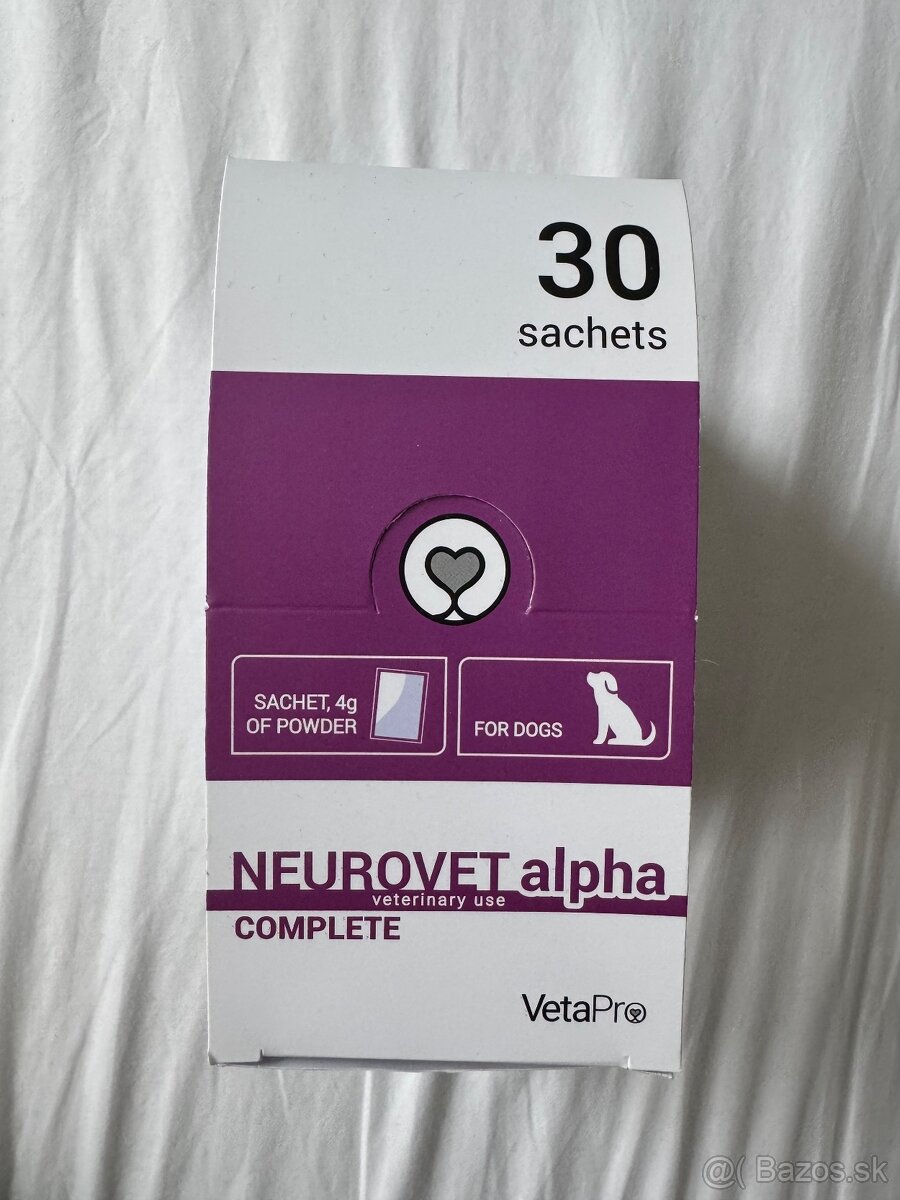 30
sachets
SACHET, 4g
OF POWDER
FOR DOGS
NEUROVET alpha
veterinary use
COMPLETE
VetaPro
@( Bazos.sk